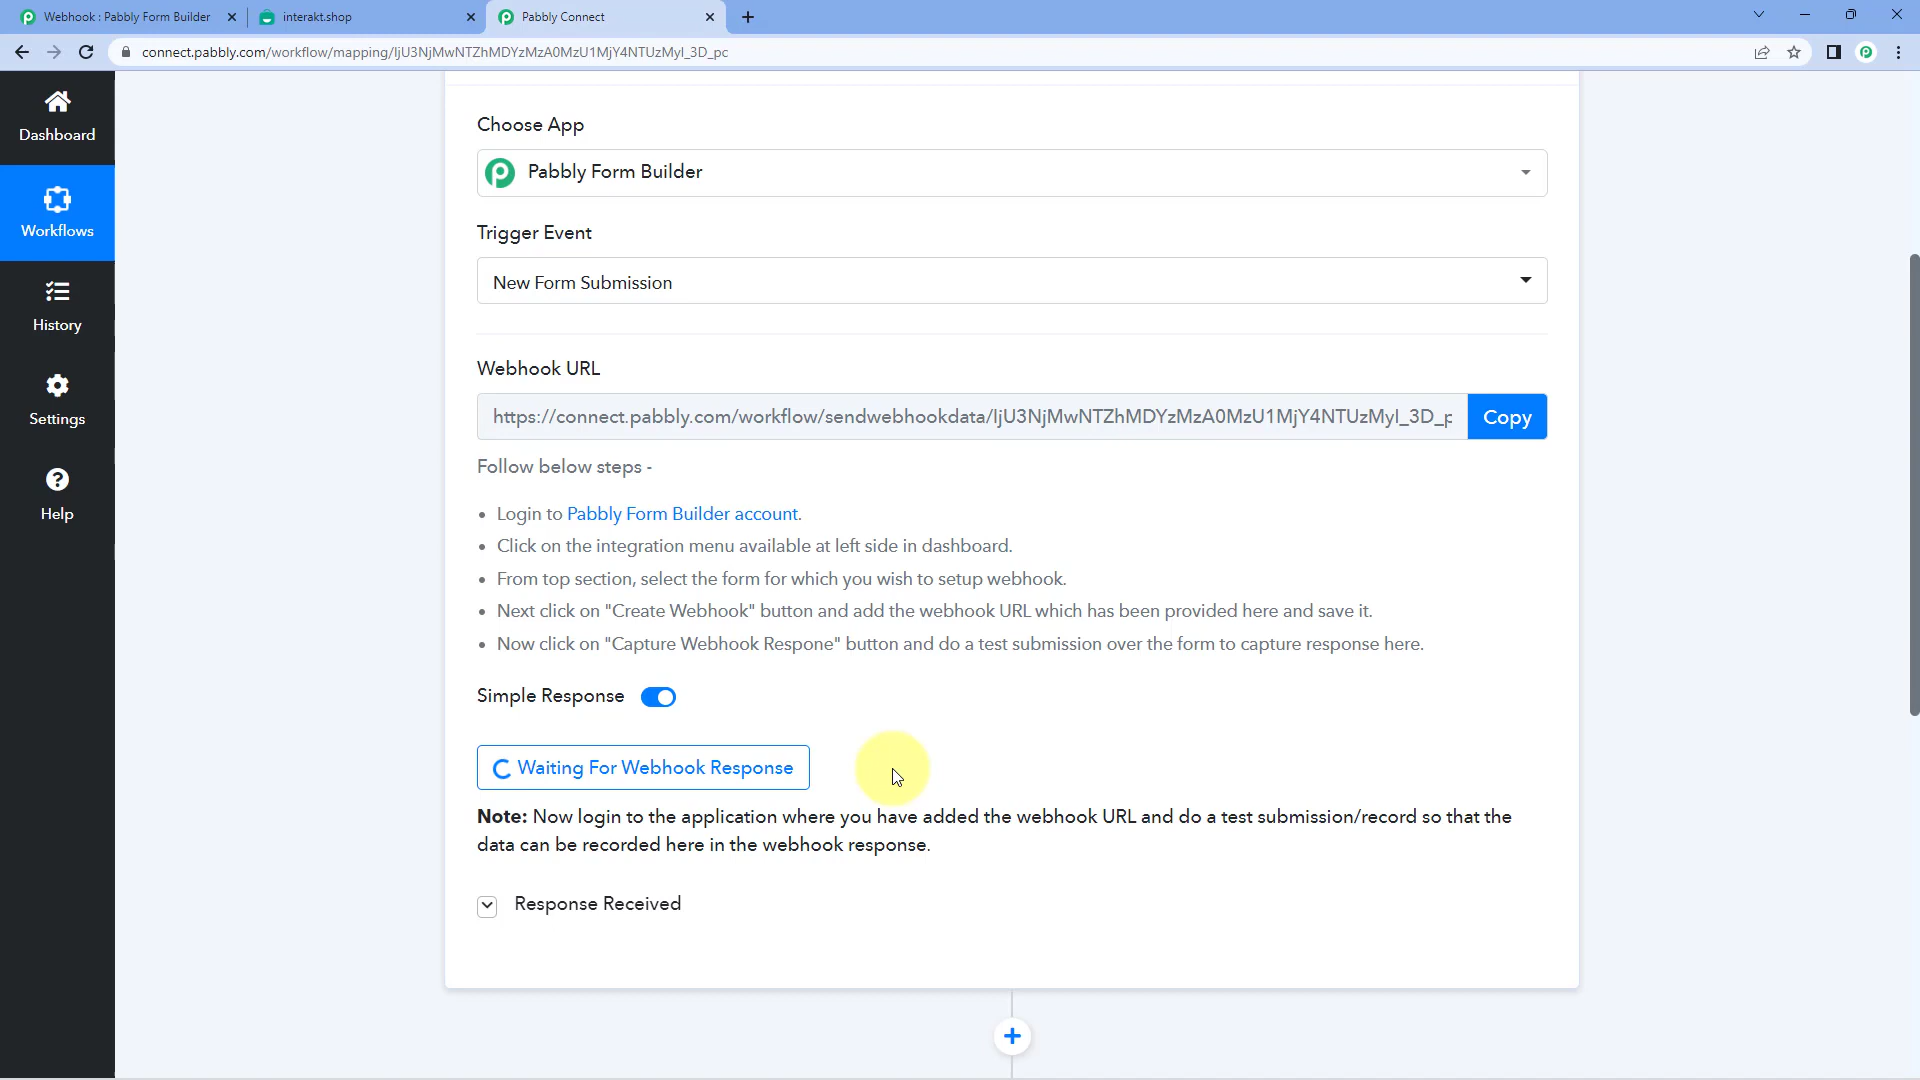 Webhook : Pabbly Form Builder
interakt.shop
Pabbly Connect
connect.pabbly.com/workflow/mapping/IjU3NjMwNTZhMDYzMzA0MzU1MjY4NTUzMyI_3D_pc
Dashboard
Workflows
History
Settings
Help
Choose App
Pabbly Form Builder
Trigger Event
New Form Submission
Webhook URL
https://connect.pabbly.com/workflow/sendwebhookdata/IjU3NjMwNTZhMDYzMzA0MzU1MjY4NTUzMyI_3D_p
Copy
Follow below steps -
• Login to Pabbly Form Builder account.
• Click on the integration menu available at left side in dashboard.
• From top section, select the form for which you wish to setup webhook.
• Next click on "Create Webhook" button and add the webhook URL which has been provided here and save it.
• Now click on "Capture Webhook Respone" button and do a test submission over the form to capture response here.
Simple Response
Waiting For Webhook Response
Note: Now login to the application where you have added the webhook URL and do a test submission/record so that the
data can be recorded here in the webhook response.
Response Received